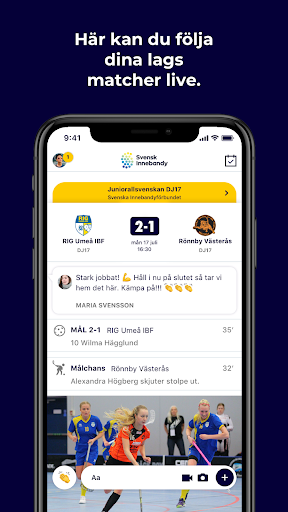 Här kan du följa
dina lags
matcher live.
9:41
1
Svensk
Innebandy
Juniorallsvenskan DJ17
Svenska Innebandyförbundet
RIG
2-1
RIG Umeå IBF
mån 17 juli
Rönnby Västerås
DJ17
16:30
DJ17
Stark jobbat! 💪 Håll i nu på slutet så tar vi
hem det här. Kämpa på!!! 👏👏
MARIA SVENSSON
MÅL 2-1 RIG Umeå IBF 35'
10 Wilma Hägglund
Målchans Rönnby Västerås 32'
Alexandra Högberg skjuter stolpe ut.
Aa